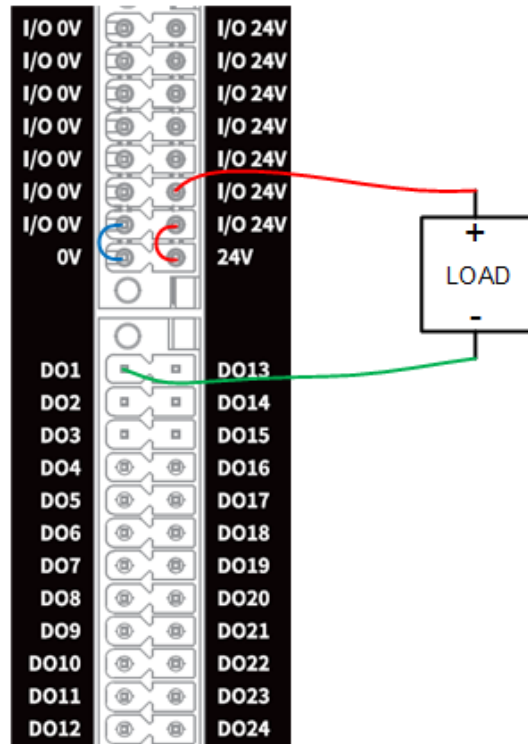 I/O 0V I/O 24V
I/O 0V I/O 24V
I/O 0V I/O 24V
I/O 0V I/O 24V
I/O 0V I/O 24V
I/O 0V I/O 24V
I/O 0V I/O 24V
0V 24V
+
LOAD
-
DO1 DO13
DO2 DO14
DO3 DO15
DO4 DO16
DO5 DO17
DO6 DO18
DO7 DO19
DO8 DO20
DO9 DO21
DO10 DO22
DO11 DO23
DO12 DO24